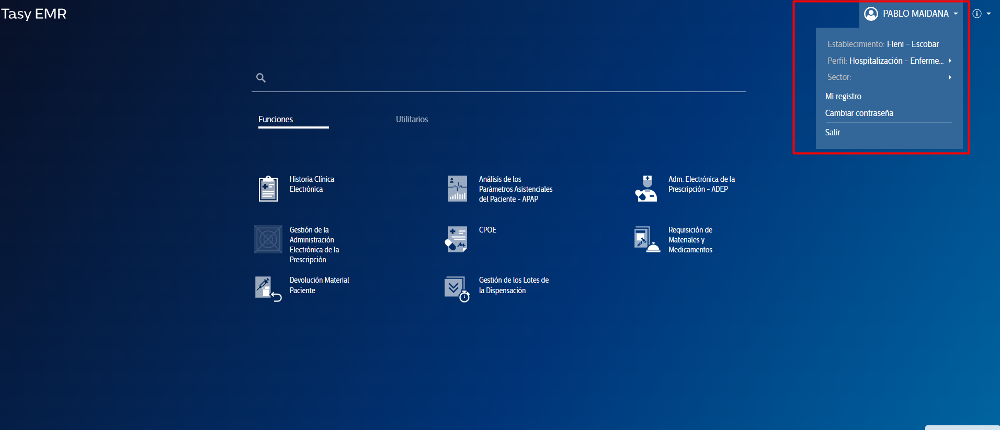 Tasy EMR
PABLO MAIDANA
Establecimiento: Fleni - Escobar
Perfil: Hospitalización - Enferme...
Sector:
Mi registro
Cambiar contraseña
Salir
Funciones
Utilitarios
Historia Clínica
Electrónica
Análisis de los
Parámetros Asistenciales
del Paciente - APAP
Adm. Electrónica de la
Prescripción - ADEP
Gestión de la
Administración
Electrónica de la
Prescripción
CPOE
Requisición de
Materiales y
Medicamentos
Devolución Material
Paciente
Gestión de los Lotes de
la Dispensación